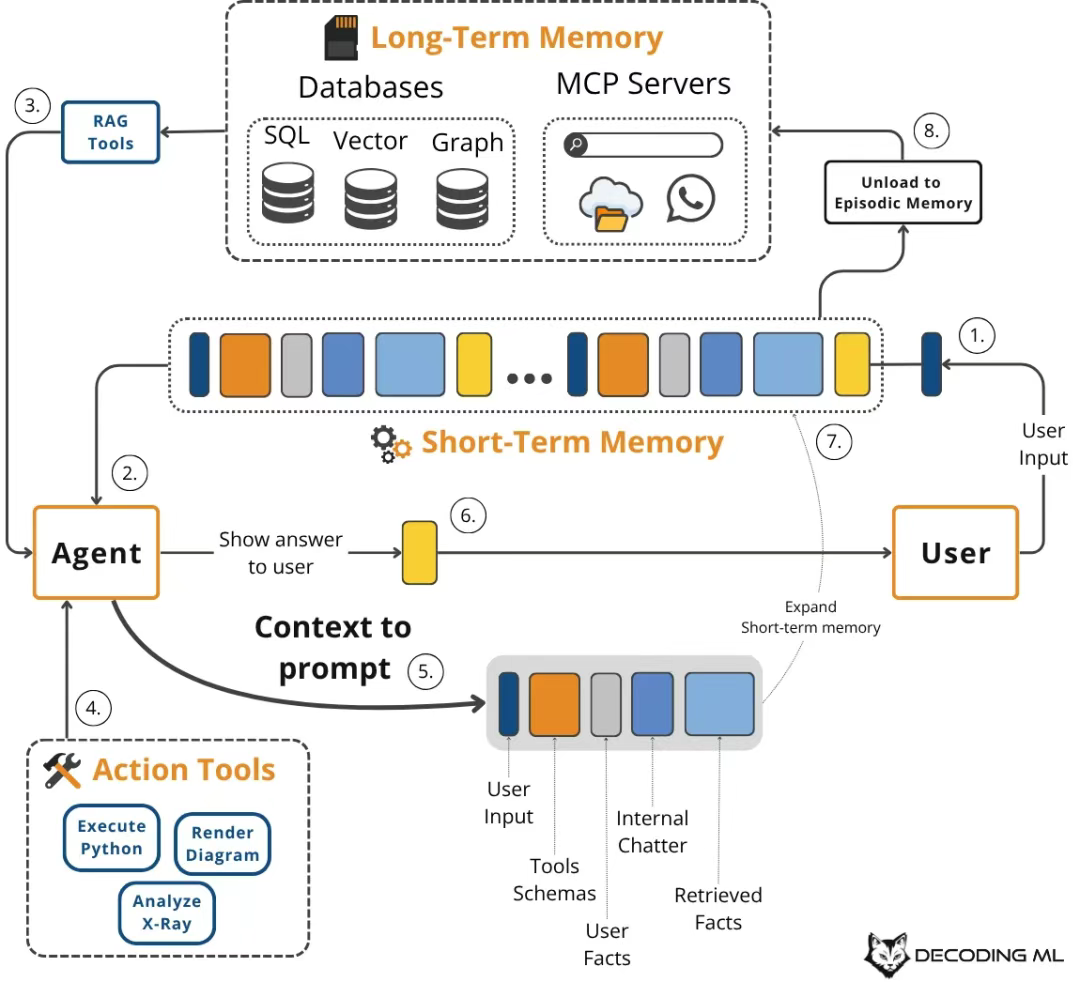 Long-Term Memory
Databases
MCP Servers
SQL
Vector
Graph
3.
RAG
Tools
8.
Unload to
Episodic Memory
1.
User
Input
Short-Term Memory
7.
2.
Agent
Show answer
to user
6.
User
Expand
Short-term memory
Context to
prompt
5.
4.
Action Tools
Execute
Python
Render
Diagram
Analyze
X-Ray
User
Input
Tools
Schemas
User
Facts
Internal
Chatter
Retrieved
Facts
DECODING ML